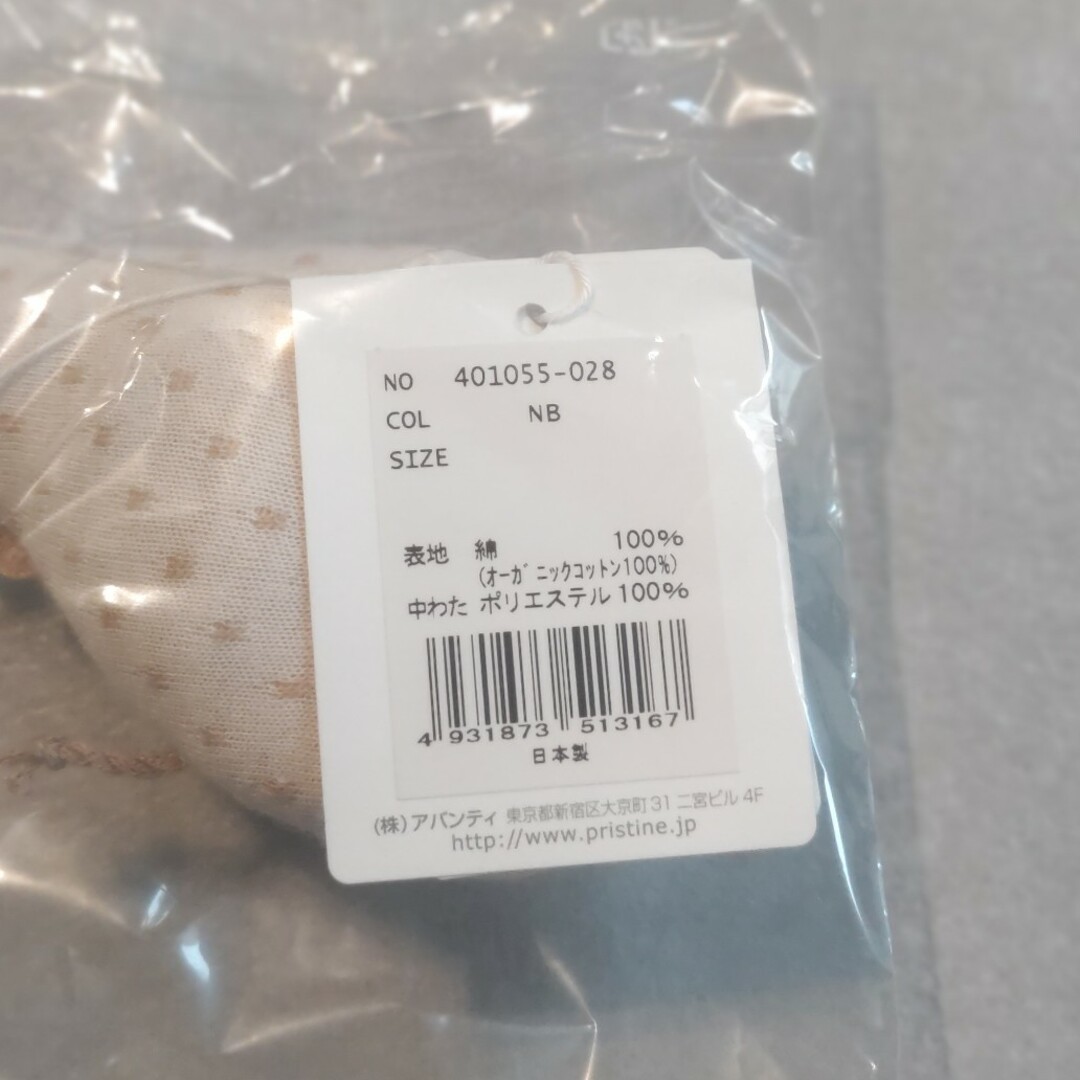 NO 401055-028
COL NB
SIZE
表地 綿 100%
(オーガニックコットン100%)
中わた ポリエステル 100%
4 931873 513167
日本製
(株)アバンティ 東京都新宿区大京町31 二宮ビル4F
http://www.pristine.jp